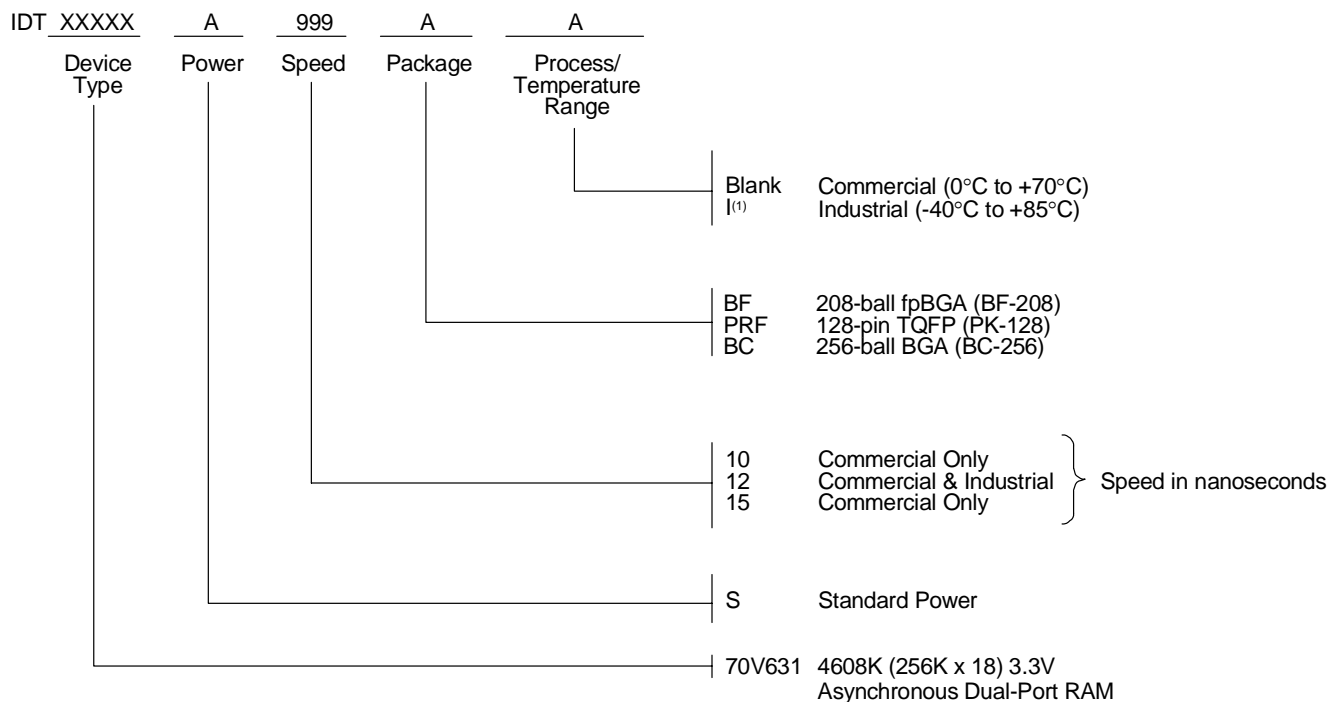 IDT XXXXX A 999 A A
Device Type Power Speed Package Process/ Temperature Range
Blank Commercial (0°C to +70°C)
I(1) Industrial (-40°C to +85°C)
BF 208-ball fpBGA (BF-208)
PRF 128-pin TQFP (PK-128)
BC 256-ball BGA (BC-256)
10 Commercial Only
12 Commercial & Industrial Speed in nanoseconds
15 Commercial Only
S Standard Power
70V631 4608K (256K x 18) 3.3V
Asynchronous Dual-Port RAM